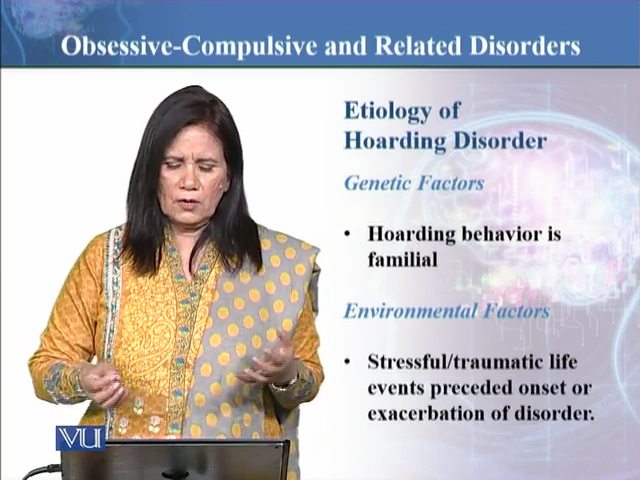 Obsessive-Compulsive and Related Disorders
Etiology of
Hoarding Disorder
Genetic Factors
• Hoarding behavior is
familial
Environmental Factors
• Stressful/traumatic life
events preceded onset or
exacerbation of disorder.
VU